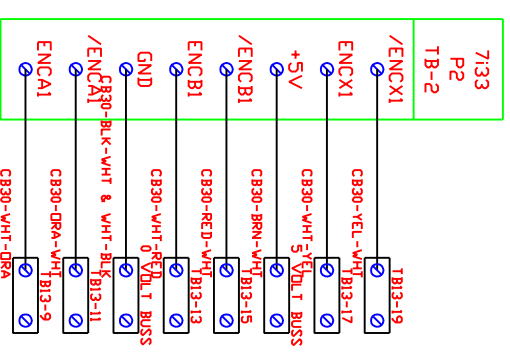 7i33
P2
TB-2
/ENCX1
ENCX1
+5V
/ENCB1
ENCB1
GND
/ENCA1
ENCA1
CB30-YEL-WHT
CB30-WHT-YEL
CB30-BRN-WHT
CB30-RED-WHT
CB30-WHT-RED
CB30-BLK-WHT & WHT-BLK
CB30-ORA-WHT
CB30-WHT-ORA
TB13-19
TB13-17
5 VOLT BUSS
TB13-15
TB13-13
0 VOLT BUSS
TB13-11
TB13-9